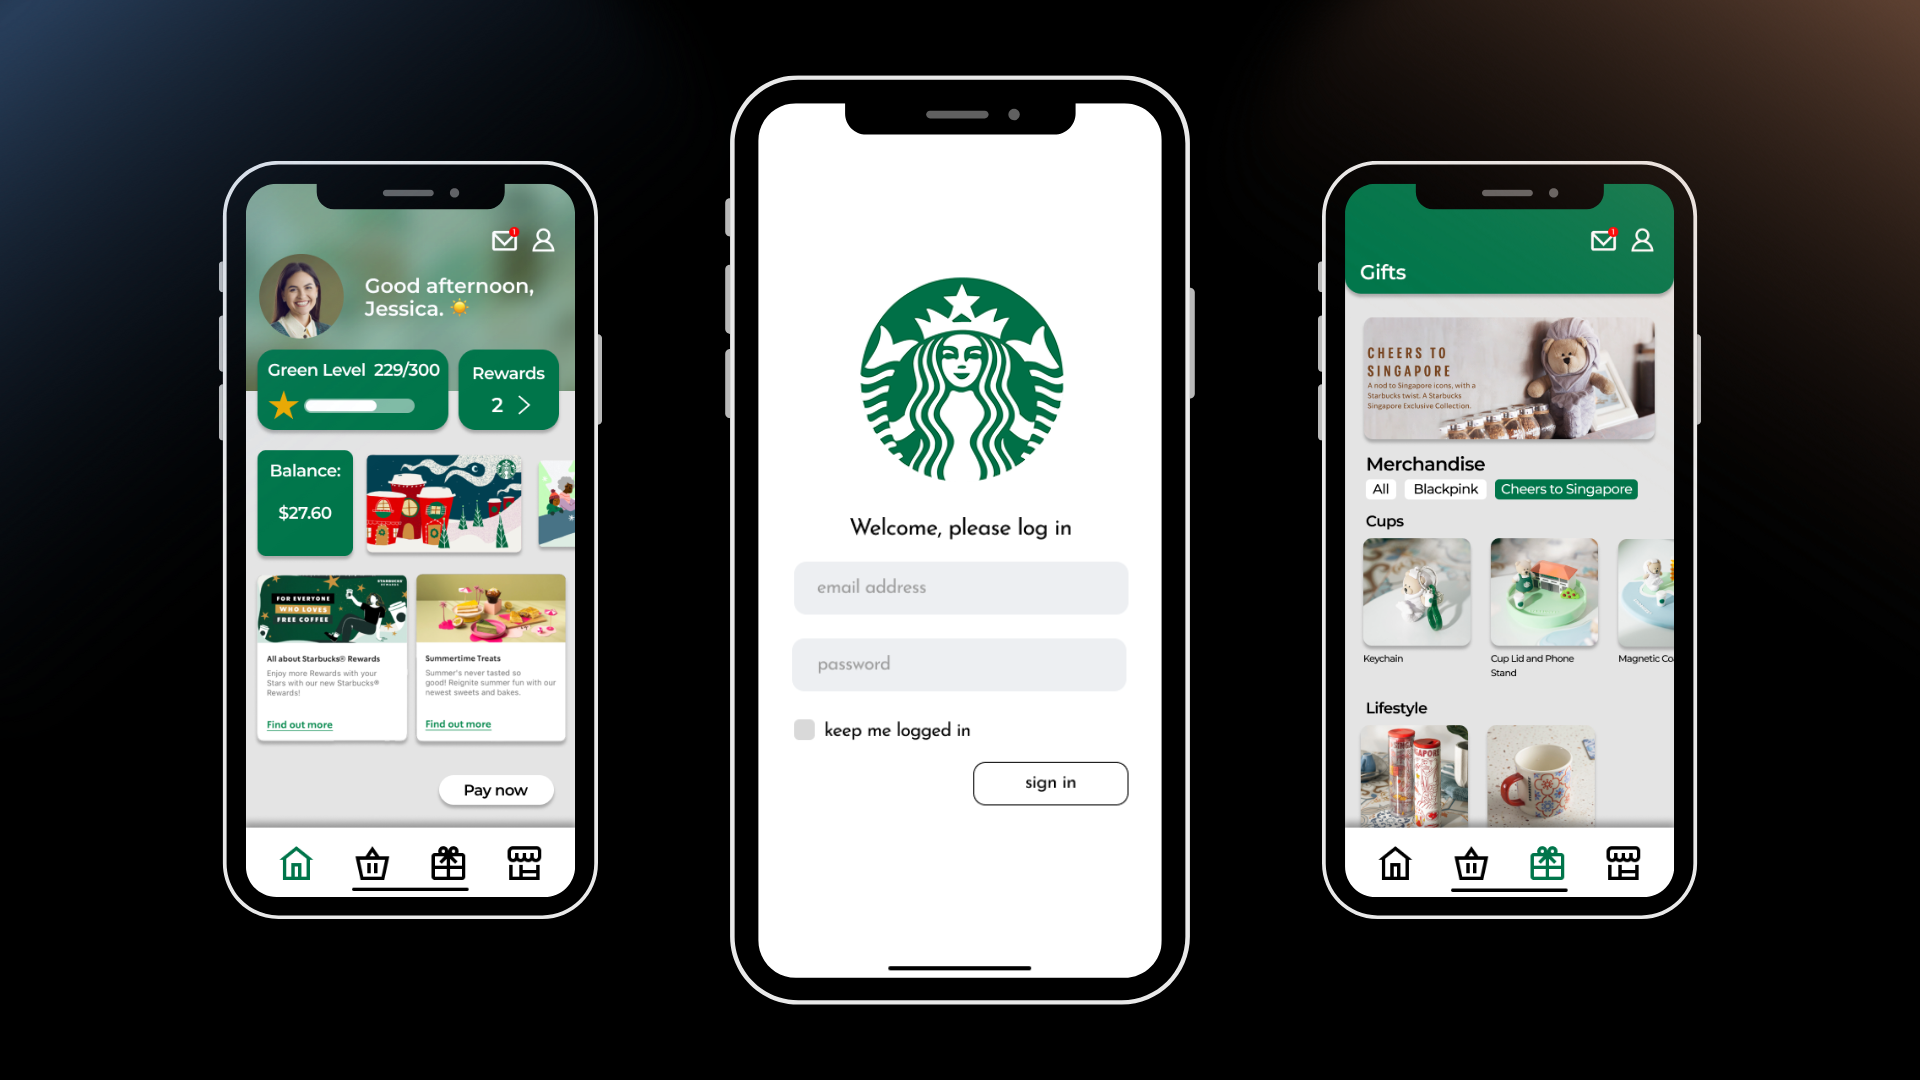 1
Good afternoon,
Jessica.
Green Level 229/300
Rewards
2
Balance:
$27.60
STARBUCKS
REWARDS
FOR EVERYONE
WHO LOVES
FREE COFFEE
All about Starbucks® Rewards
Enjoy more Rewards with your
Stars with our new Starbucks®
Rewards!
Find out more
Summertime Treats
Summer's never tasted so
good! Reignite summer fun with our
newest sweets and bakes.
Find out more
Pay now
Welcome, please log in
email address
password
keep me logged in
sign in
1
Gifts
CHEERS TO
SINGAPORE
A nod to Singapore icons, with a
Starbucks twist. A Starbucks
Singapore Exclusive Collection.
Merchandise
All
Blackpink
Cheers to Singapore
Cups
Keychain
Cup Lid and Phone
Stand
Magnetic Co
Lifestyle